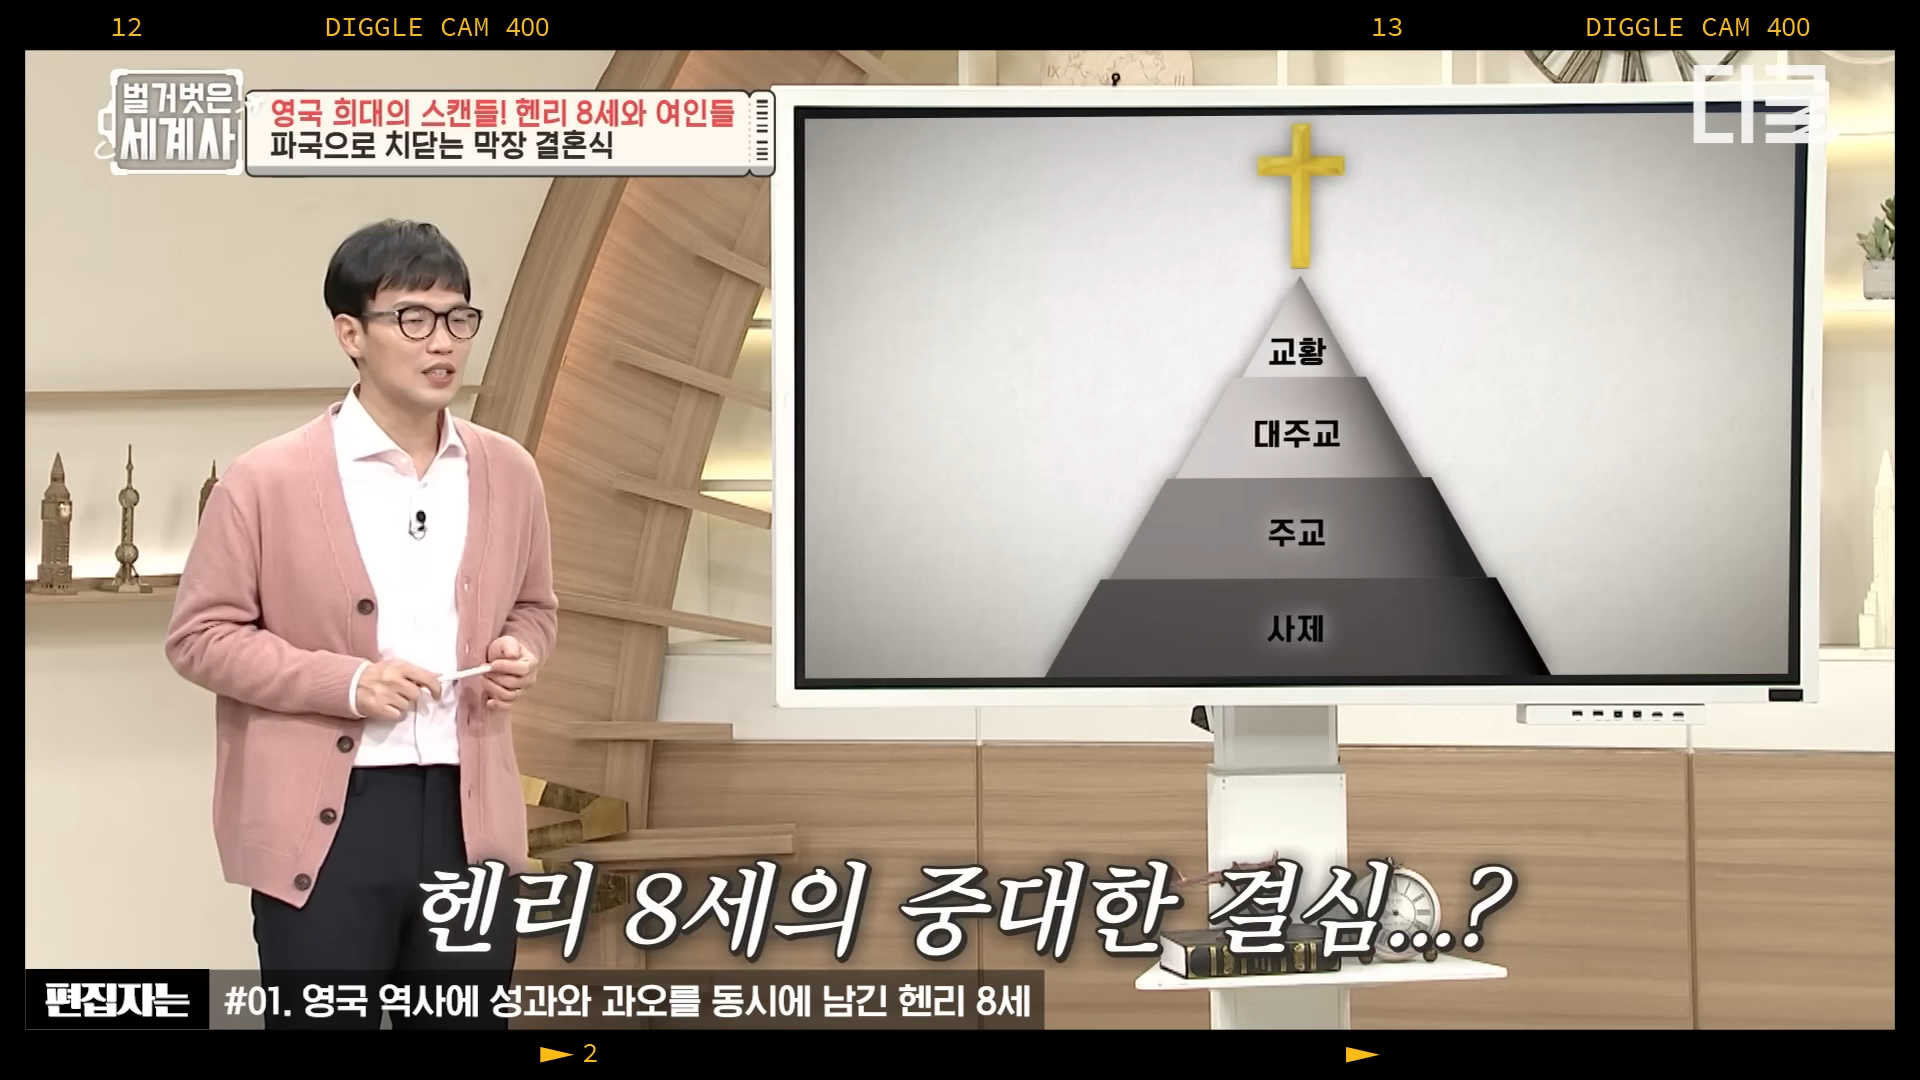 12
DIGGLE CAM 400
13
DIGGLE CAM 400
벌거벗은
세계사
영국 희대의 스캔들! 헨리 8세와 여인들
파국으로 치닫는 막장 결혼식
디글
교황
대주교
주교
사제
헨리 8세의 중대한 결심...?
편집자는
#01. 영국 역사에 성과와 과오를 동시에 남긴 헨리 8세
2